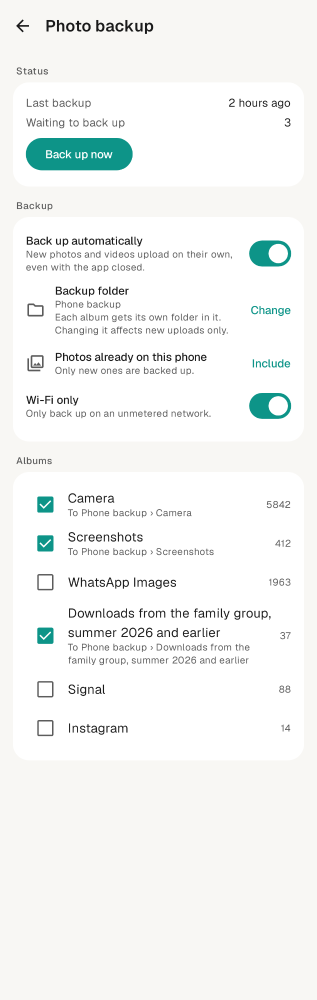 Photo backup
Status
Last backup
2 hours ago
Waiting to back up
3
Back up now
Backup
Back up automatically
New photos and videos upload on their own,
even with the app closed.
Backup folder
Phone backup
Each album gets its own folder in it.
Changing it affects new uploads only.
Change
Photos already on this phone
Only new ones are backed up.
Include
Wi-Fi only
Only back up on an unmetered network.
Albums
Camera
To Phone backup › Camera
5842
Screenshots
To Phone backup › Screenshots
412
WhatsApp Images
1963
Downloads from the family group,
summer 2026 and earlier
To Phone backup › Downloads from the
family group, summer 2026 and earlier
37
Signal
88
Instagram
14